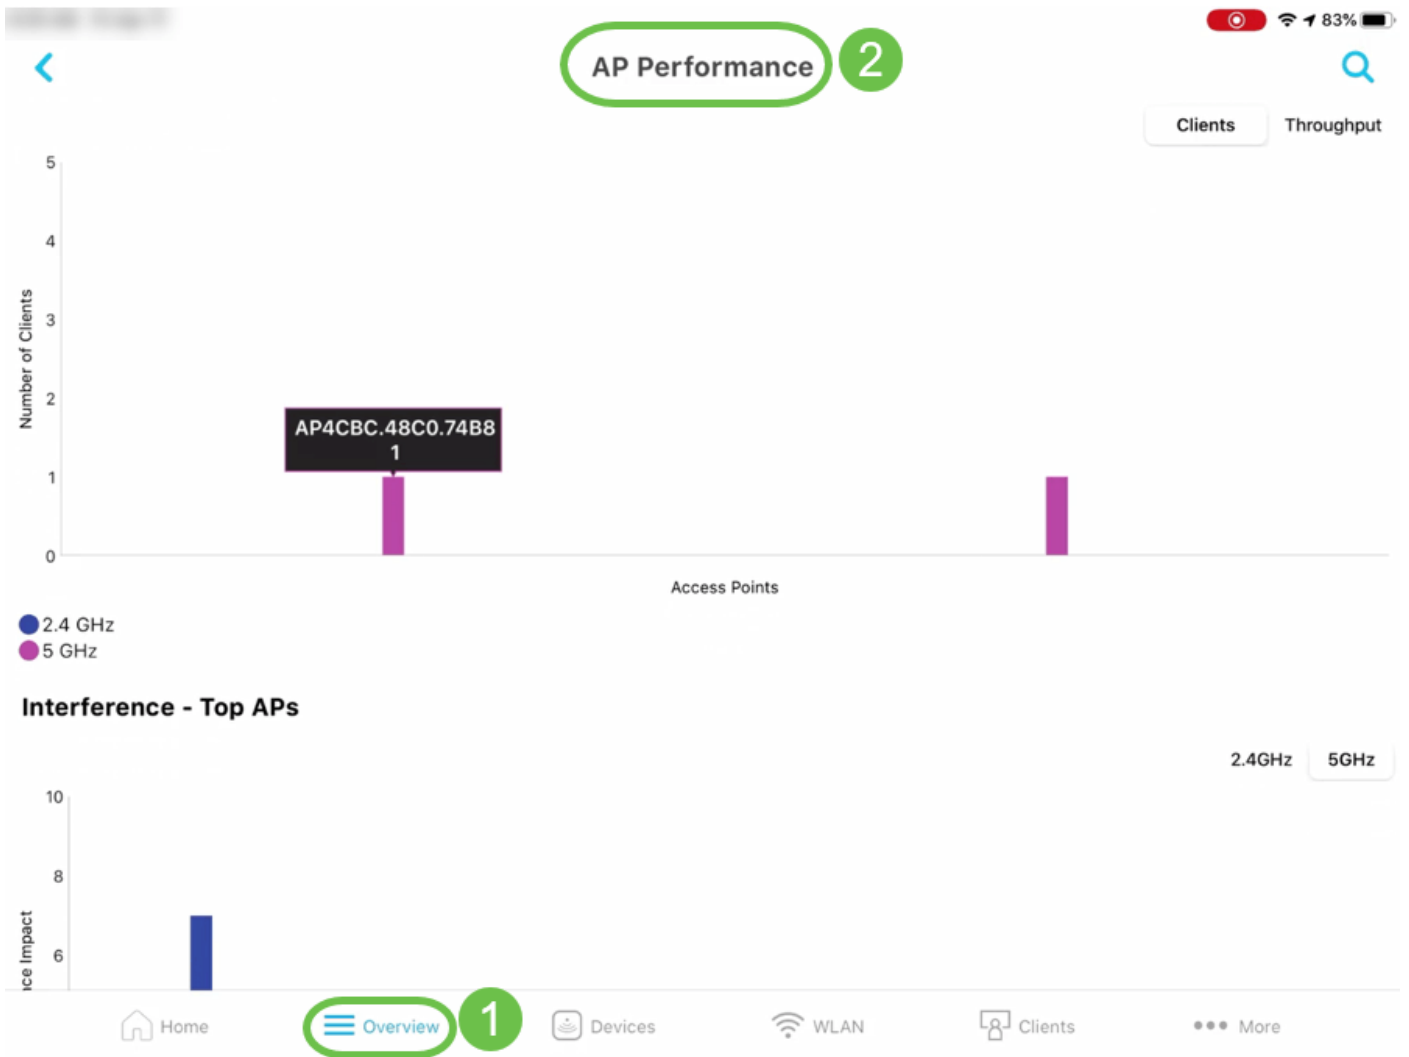 83%
AP Performance
2
Clients
Throughput
5
4
3
2
1
0
Number of Clients
AP4CBC.48C0.74B8
1
Access Points
2.4 GHz
5 GHz
Interference - Top APs
2.4GHz
5GHz
10
8
6
Impact
Home
Overview
1
Devices
WLAN
Clients
More